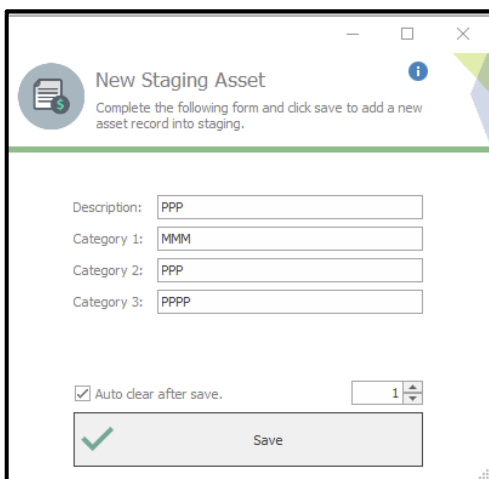 New Staging Asset
Complete the following form and click save to add a new
asset record into staging.
Description: PPP
Category 1: MMM
Category 2: PPP
Category 3: PPPP
Auto clear after save. 1
Save